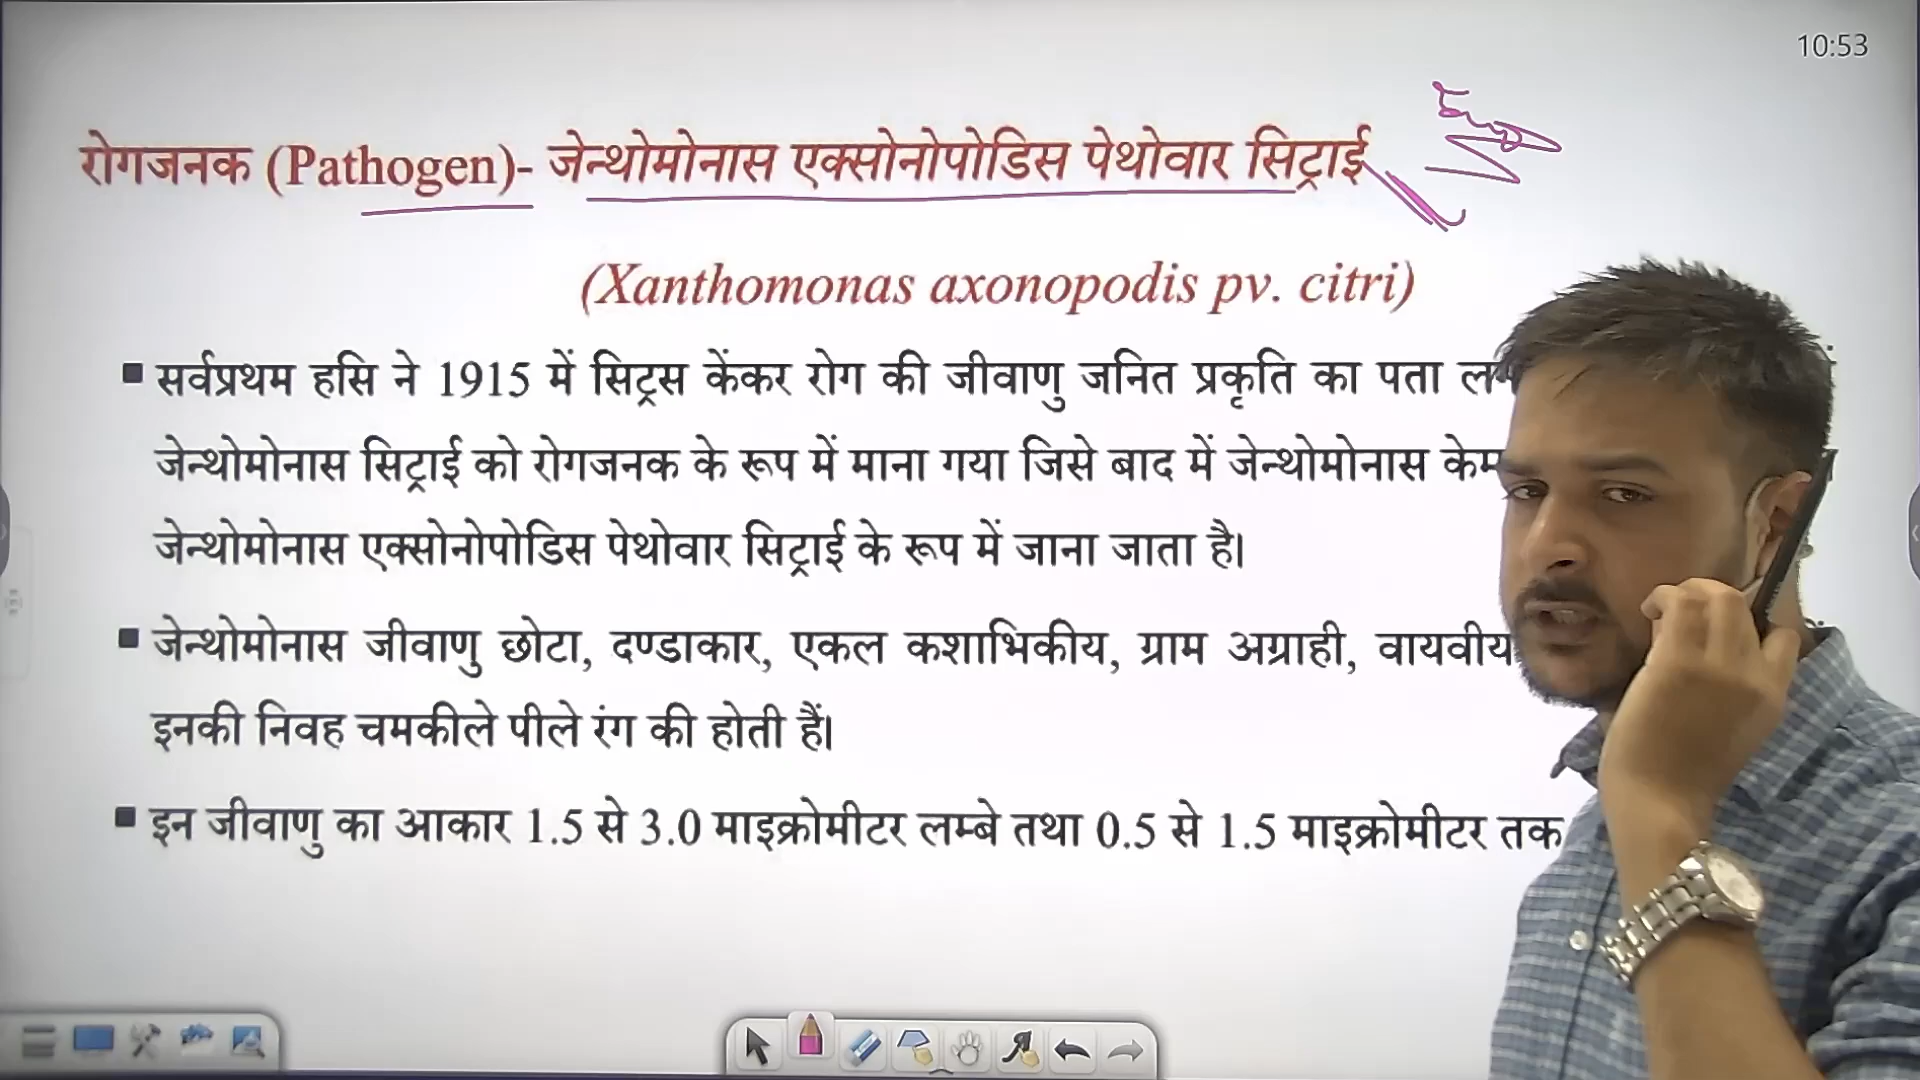 10:53
रोगजनक (Pathogen)- जेन्थोमोनास एक्सोनोपोडिस पेथोवार सिट्राई
(Xanthomonas axonopodis pv. citri)
▪ सर्वप्रथम हसि ने 1915 में सिट्रस केंकर रोग की जीवाणु जनित प्रकृति का पता
जेन्थोमोनास सिट्राई को रोगजनक के रूप में माना गया जिसे बाद में जेन्थोमोनास
जेन्थोमोनास एक्सोनोपोडिस पेथोवार सिट्राई के रूप में जाना जाता है।
▪ जेन्थोमोनास जीवाणु छोटा, दण्डाकार, एकल कशाभिकीय, ग्राम अग्राही, वायवीय
इनकी निवह चमकीले पीले रंग की होती हैं।
▪ इन जीवाणु का आकार 1.5 से 3.0 माइक्रोमीटर लम्बे तथा 0.5 से 1.5 माइक्रोमीटर तक